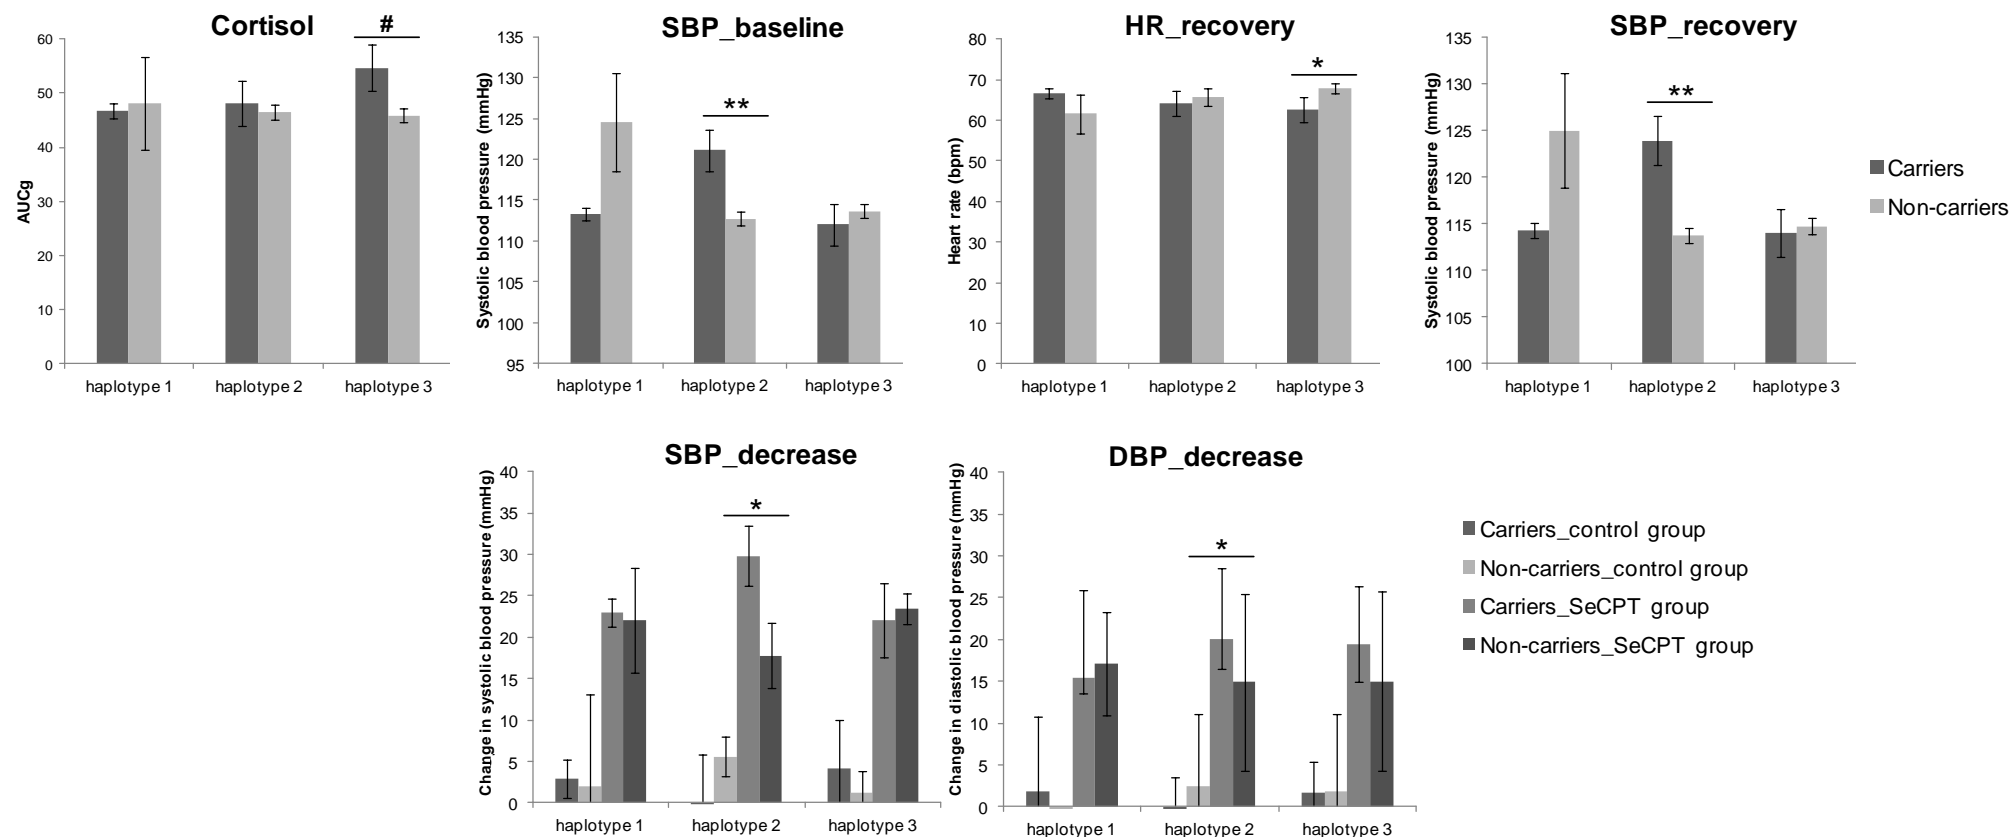 Cortisol
#
60
50
40
30
20
10
0
AUCg
haplotype 1
haplotype 2
haplotype 3
SBP_baseline
**
135
130
125
120
115
110
105
100
95
Systolic blood pressure (mmHg)
haplotype 1
haplotype 2
haplotype 3
HR_recovery
*
80
70
60
50
40
30
20
10
0
Heart rate (bpm)
haplotype 1
haplotype 2
haplotype 3
SBP_recovery
**
135
130
125
120
115
110
105
100
Systolic blood pressure (mmHg)
haplotype 1
haplotype 2
haplotype 3
Carriers
Non-carriers
SBP_decrease
*
40
35
30
25
20
15
10
5
0
Change in systolic blood pressure (mmHg)
haplotype 1
haplotype 2
haplotype 3
DBP_decrease
*
40
35
30
25
20
15
10
5
0
Change in diastolic blood pressure (mmHg)
haplotype 1
haplotype 2
haplotype 3
Carriers_control group
Non-carriers_control group
Carriers_SeCPT group
Non-carriers_SeCPT group